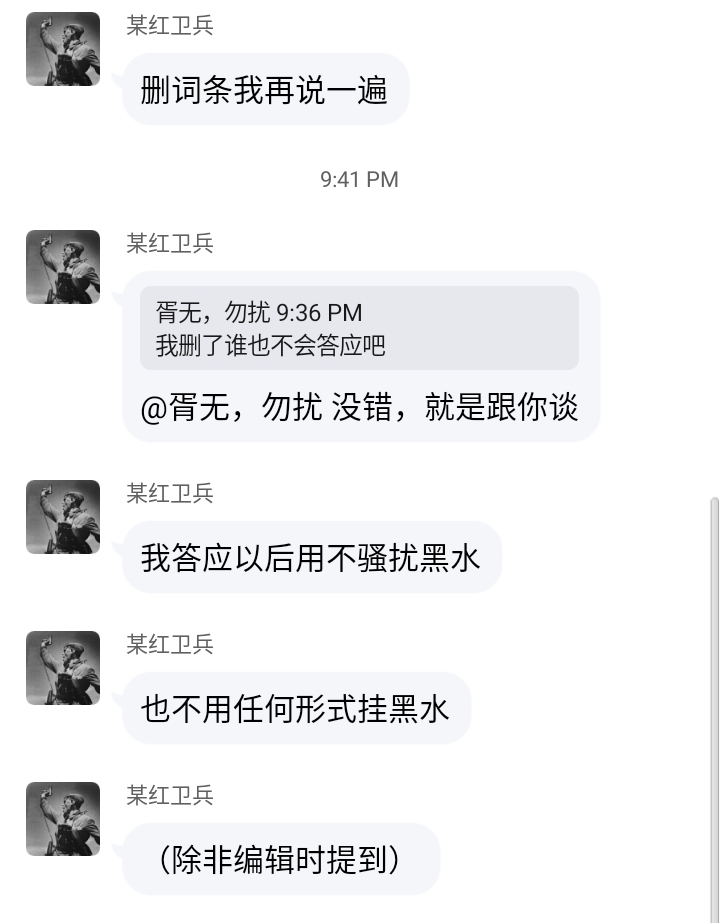 某红卫兵
删词条我再说一遍
9:41 PM
某红卫兵
胥无，勿扰 9:36 PM
我删了谁也不会答应吧
@胥无，勿扰 没错，就是跟你谈
某红卫兵
我答应以后用不骚扰黑水
某红卫兵
也不用任何形式挂黑水
某红卫兵
（除非编辑时提到）